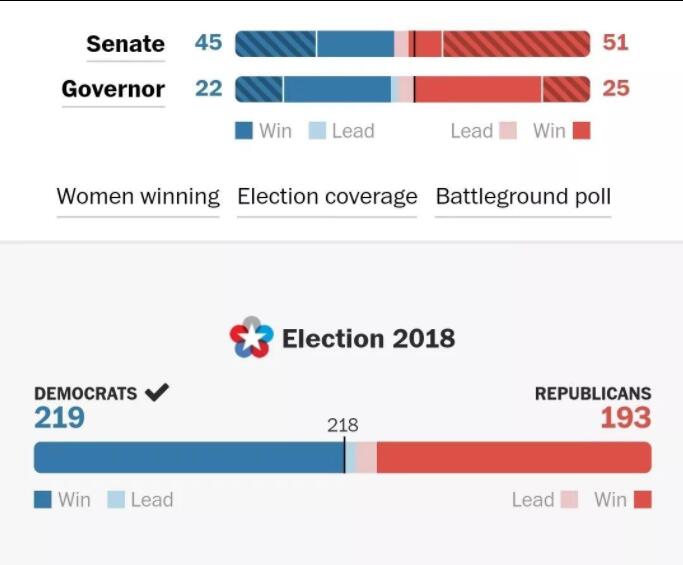 Senate 45 51
Governor 22 25
Win Lead Lead Win
Women winning Election coverage Battleground poll
Election 2018
DEMOCRATS REPUBLICANS
219 193
218
Win Lead Lead Win